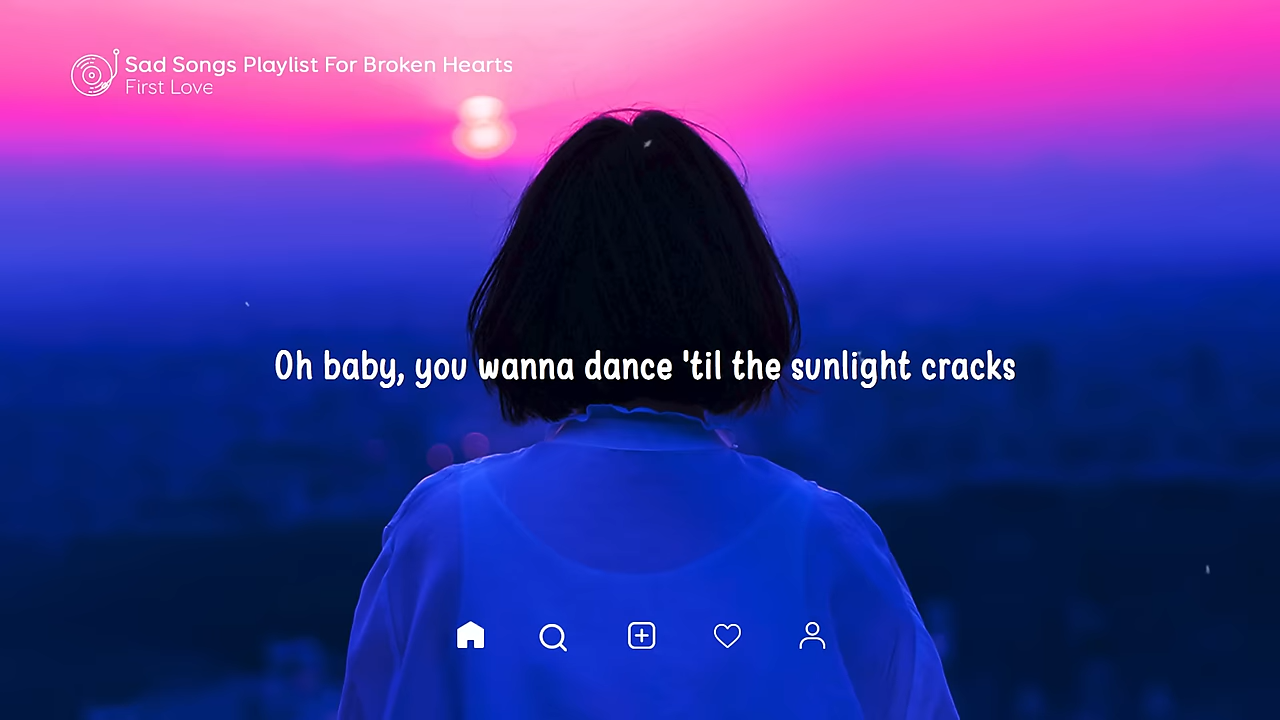 Sad Songs Playlist For Broken Hearts
First Love
Oh baby, you wanna dance 'til the sunlight cracks